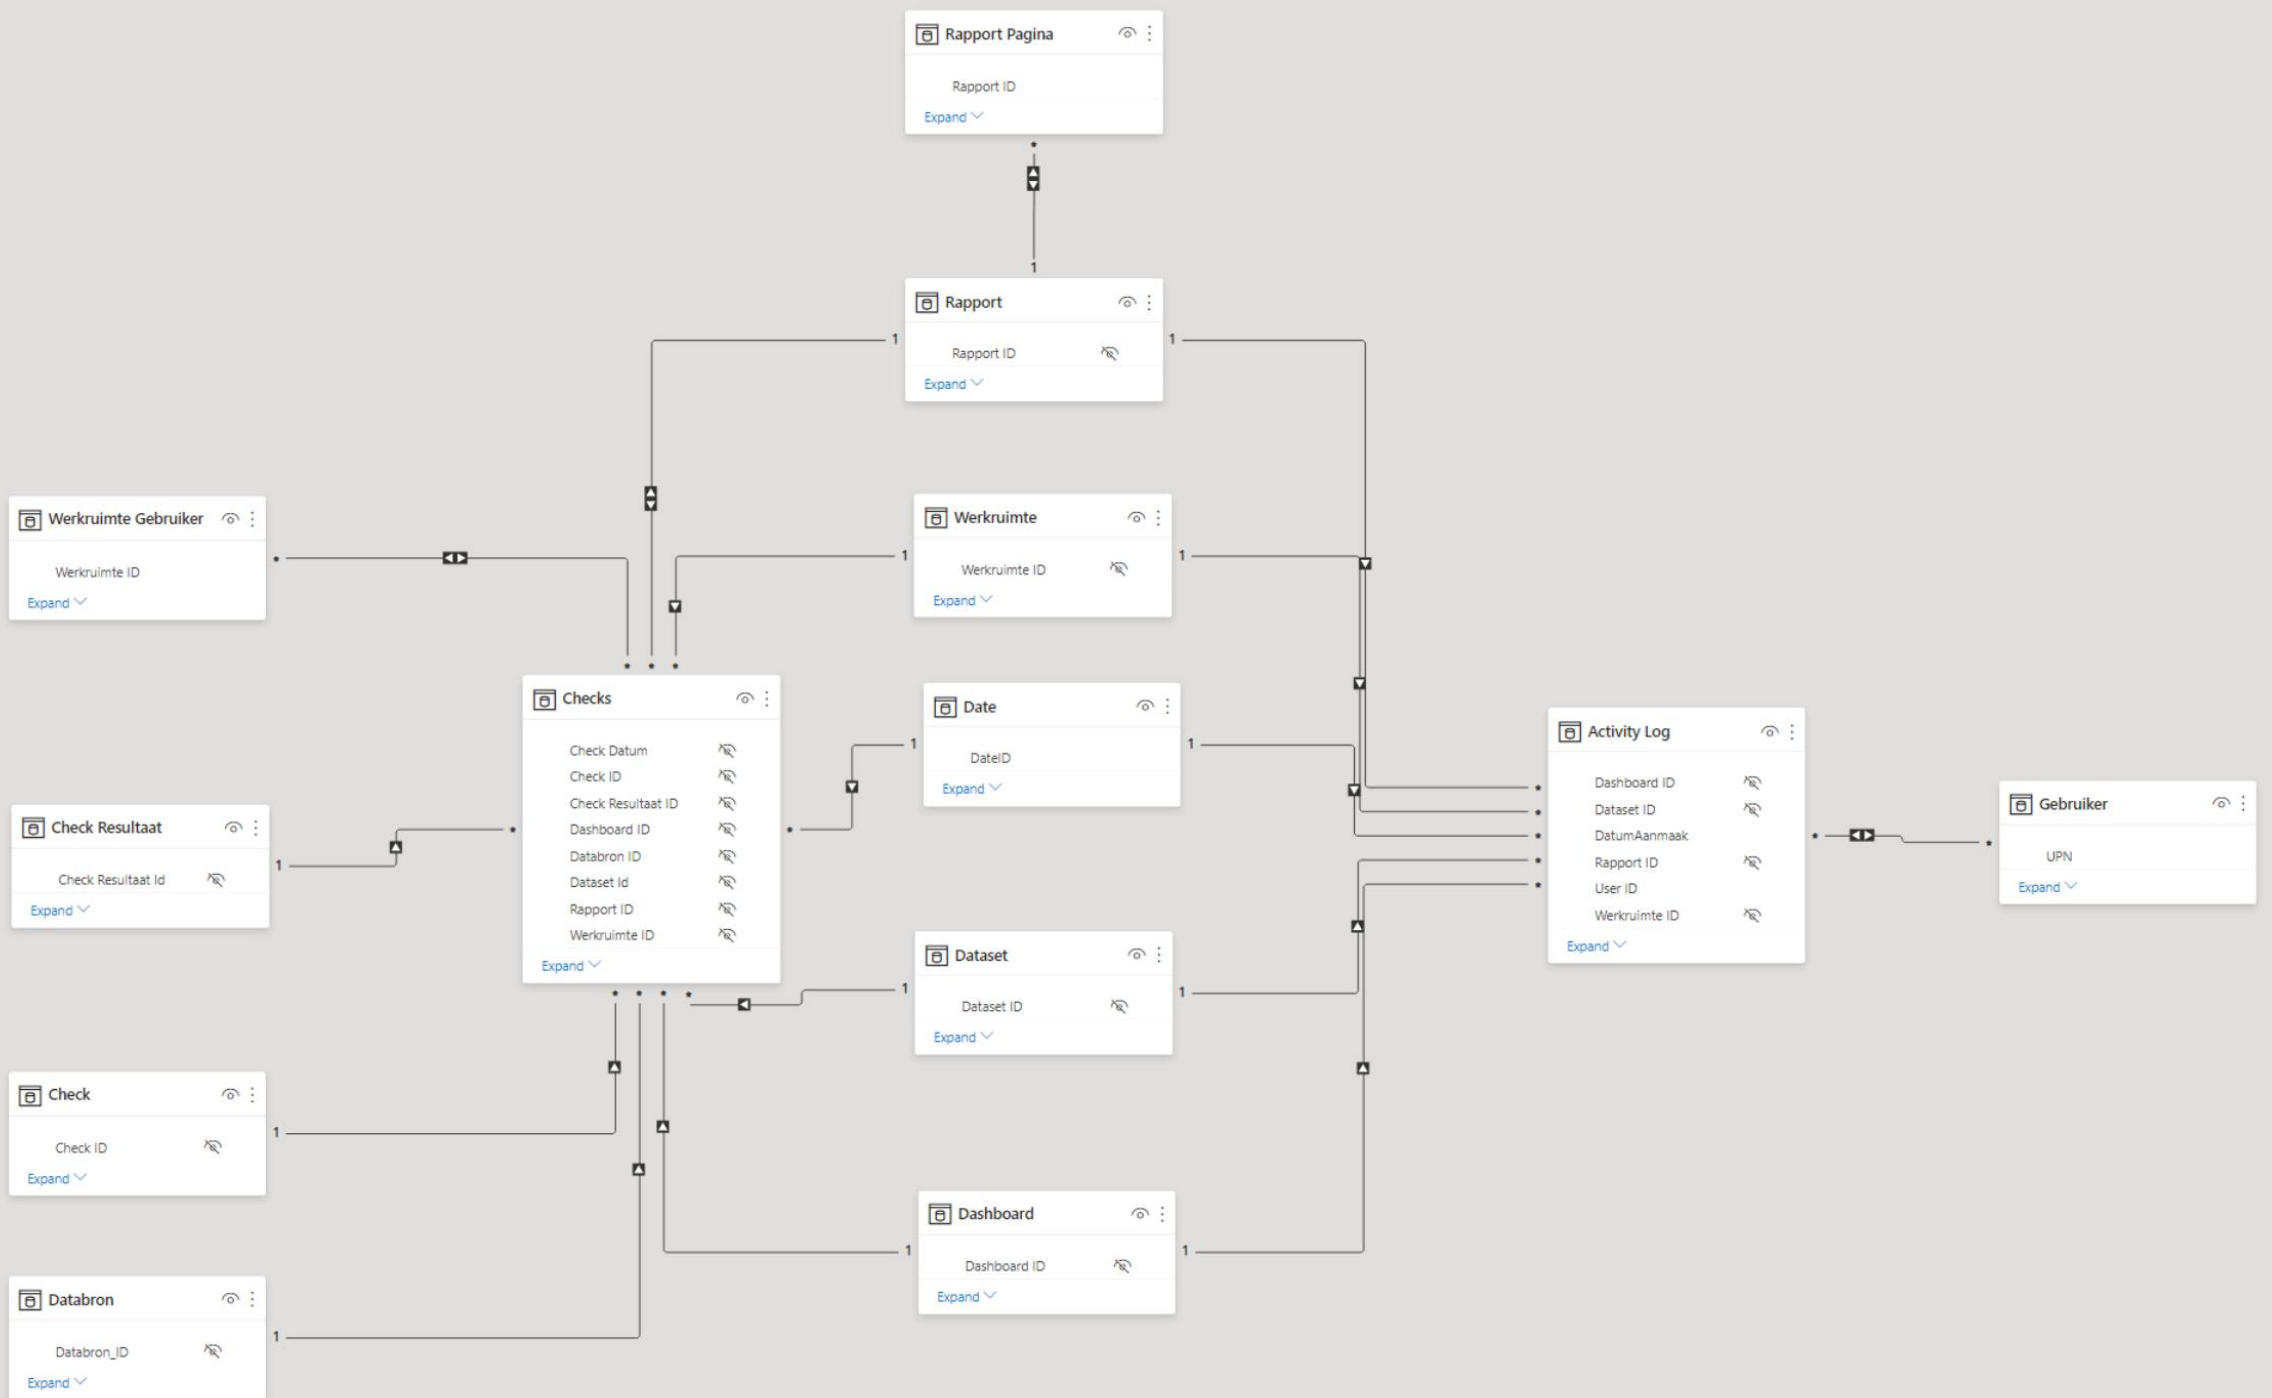 Rapport Pagina
Rapport ID
Expand
*
1
Rapport
Rapport ID
Expand
1
1
Werkruimte Gebruiker
Werkruimte ID
Expand
*
Werkruimte
Werkruimte ID
Expand
1
1
* * *
Checks
Check Datum
Check ID
Check Resultaat ID
Dashboard ID
Databron ID
Dataset Id
Rapport ID
Werkruimte ID
Expand
*
*
* * * *
Date
DateID
Expand
1
1
Activity Log
Dashboard ID
Dataset ID
DatumAanmaak
Rapport ID
User ID
Werkruimte ID
Expand
*
*
*
*
*
*
Gebruiker
UPN
Expand
*
Check Resultaat
Check Resultaat Id
Expand
1
Dataset
Dataset ID
Expand
1
1
Check
Check ID
Expand
1
Dashboard
Dashboard ID
Expand
1
1
Databron
Databron_ID
Expand
1